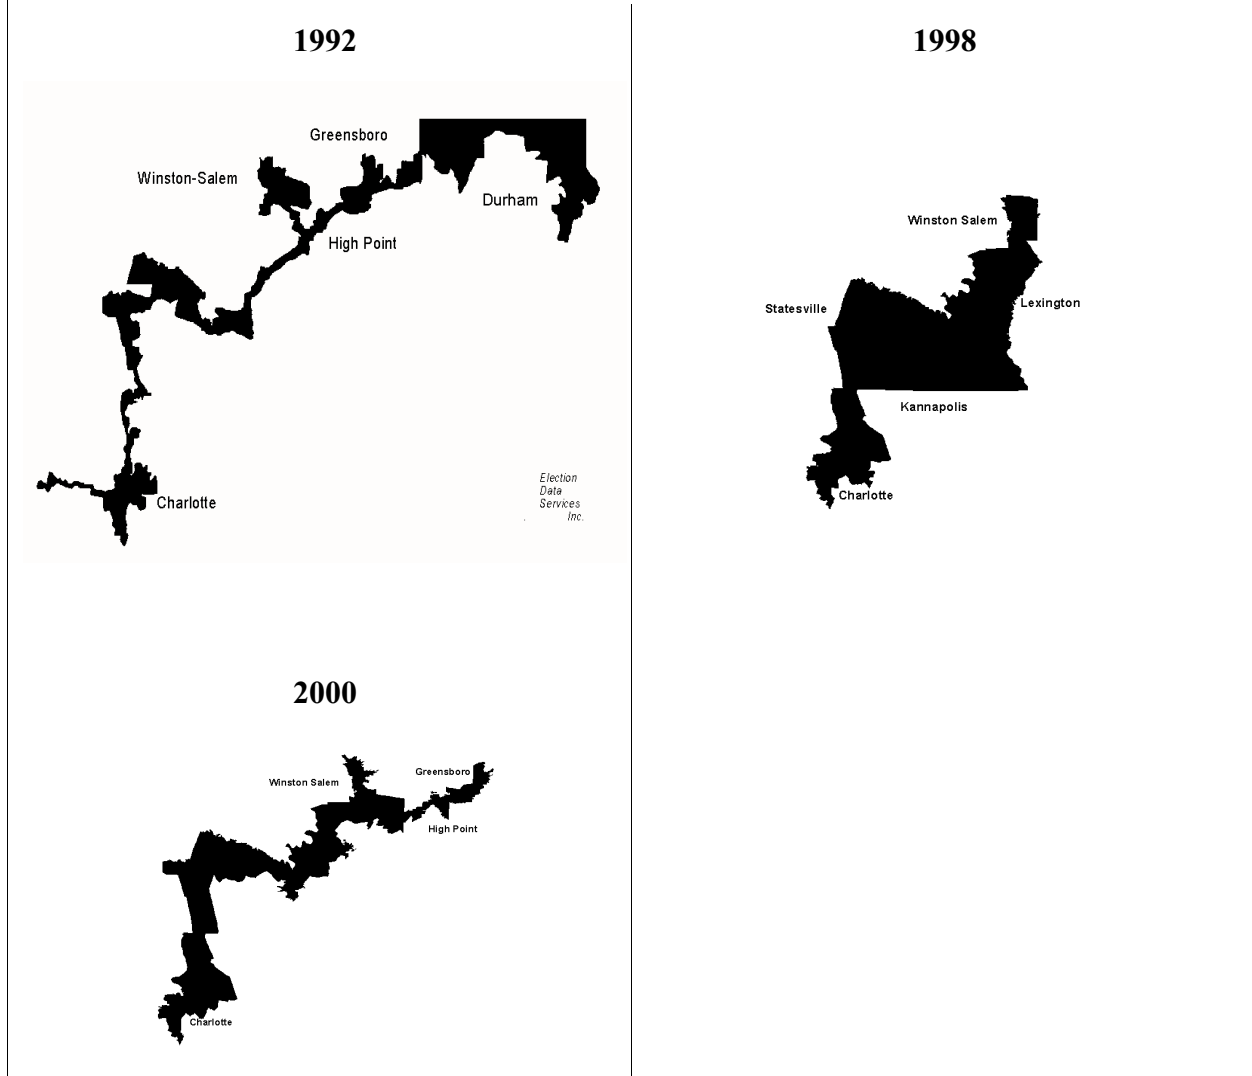 1992
Greensboro
Winston-Salem
Durham
High Point
Charlotte
Election
Data
Services
Inc.
1998
Winston Salem
Lexington
Statesville
Kannapolis
Charlotte
2000
Greensboro
Winston Salem
High Point
Charlotte